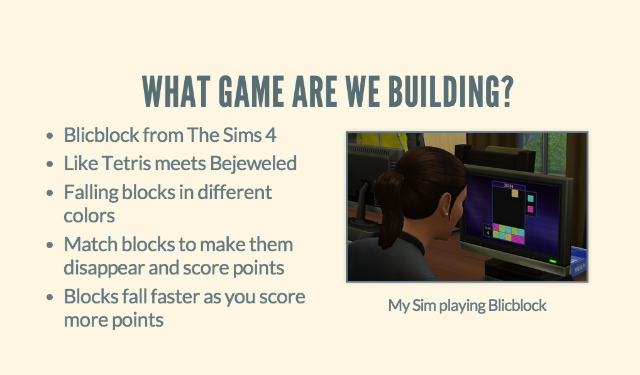 WHAT GAME ARE WE BUILDING?
• Blicblock from The Sims 4
• Like Tetris meets Bejeweled
• Falling blocks in different
colors
• Match blocks to make them
disappear and score points
• Blocks fall faster as you score
more points
My Sim playing Blicblock